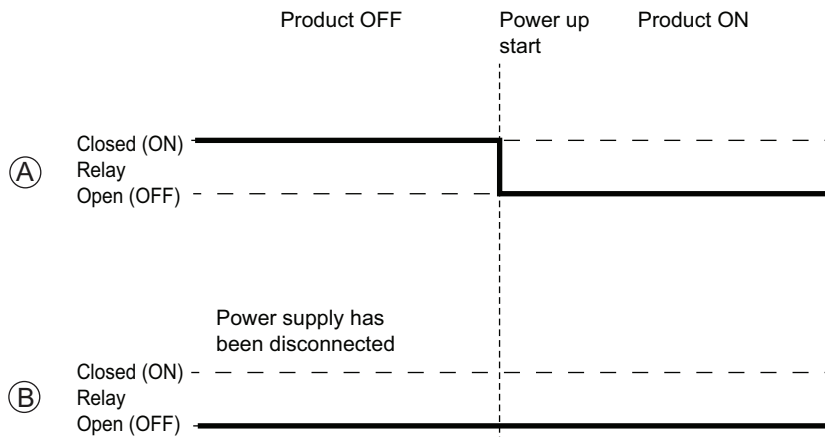 Product OFF
Power up
start
Product ON
Closed (ON)
A
Relay
Open (OFF)
Power supply has
been disconnected
Closed (ON)
B
Relay
Open (OFF)